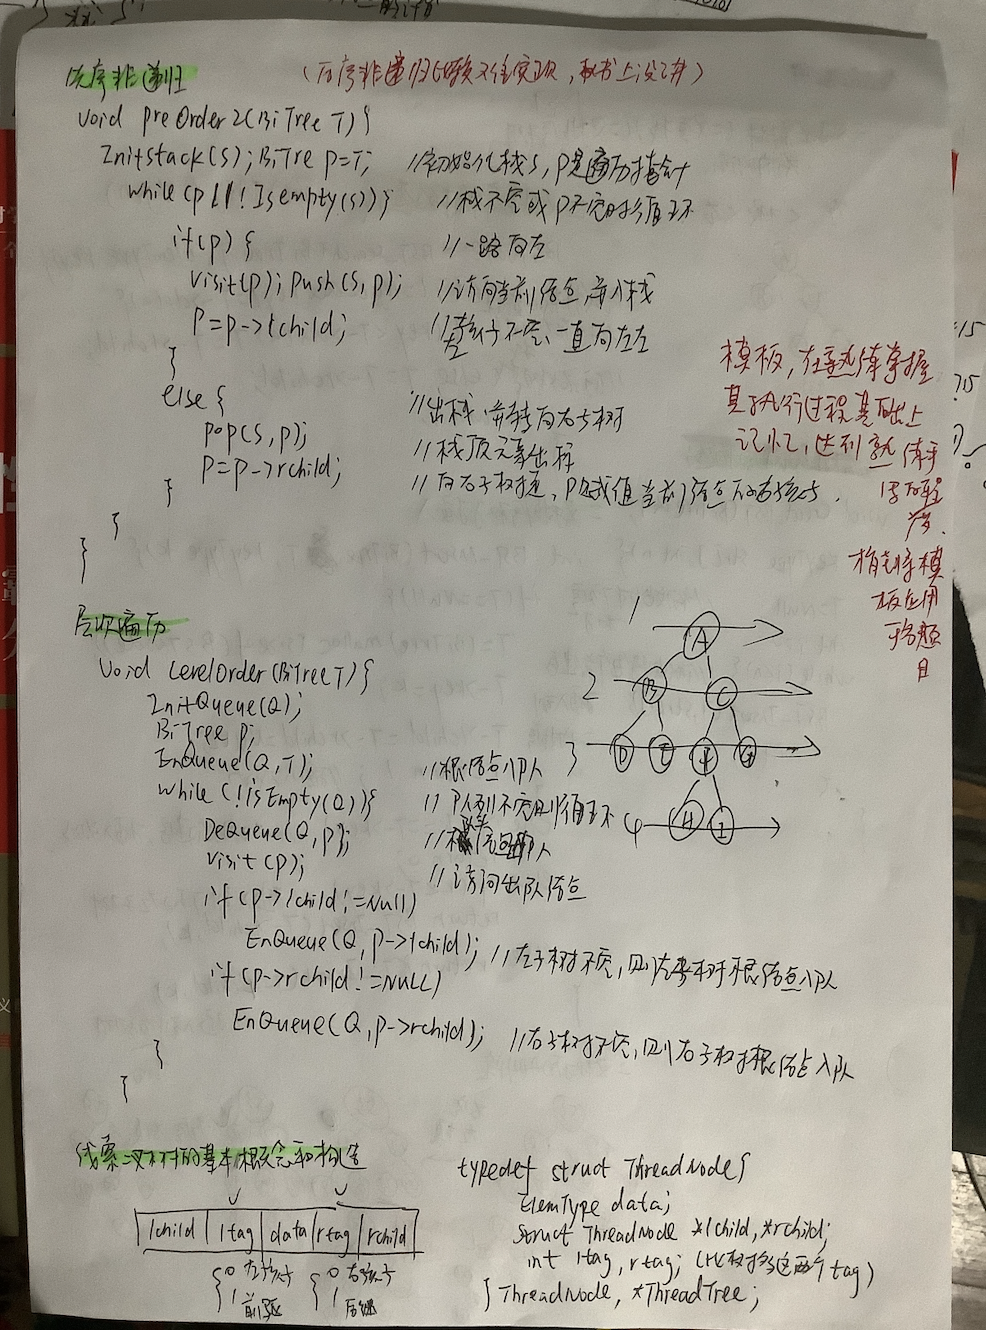 先序非递归
(后序非递归比较不住实现,秘书上没讲)
void preOrder2(BiTree T){
InitStack(S); BiTre p=T; //初始化栈S,P是遍历指针
while(p||!Isempty(S)){ //栈不空或P不空时循环
if(p){ //一路向左
visit(p); push(S,p); //访问当前结点,并入栈
P=p->lchild; //左孩子不空、一直向左左
}
else{ //出栈,并转向右子树
pop(S,p); //栈顶元素出栈
P=p->rchild; //向右子树走,P赋值当前结点的右孩子.
}
}
}
模板,在熟练掌握
其执行过程基础上
记忆,达到熟练手
写的程
度.
并将模
板应用
于题
目
层次遍历
void LevelOrder(BiTree T){
InitQueue(Q);
BiTree p;
EnQueue(Q,T); //根结点入队
while(!isEmpty(Q)){ //队列不空则循环
DeQueue(Q,p); //队 结点出队
visit(p); //访问出队结点
if(p->lchild!=Null)
EnQueue(Q,p->lchild); //左子树不空,则左子树根结点入队
if(p->rchild!=NULL)
EnQueue(Q,p->rchild); //右子树不空,则右子树根结点入队
}
}
1 A
2 B C
3 D E F G
4 H I
线索二叉树的基本概念和构造
lchild ltag data rtag rchild
{0 左孩子 {0 右孩子
1 前驱 1 后继
typedef struct ThreadNode{
ElemType data;
Struct ThreadNode *lchild,*rchild;
int ltag,rtag; (比树多这两个tag)
}ThreadNode,*ThreadTree;